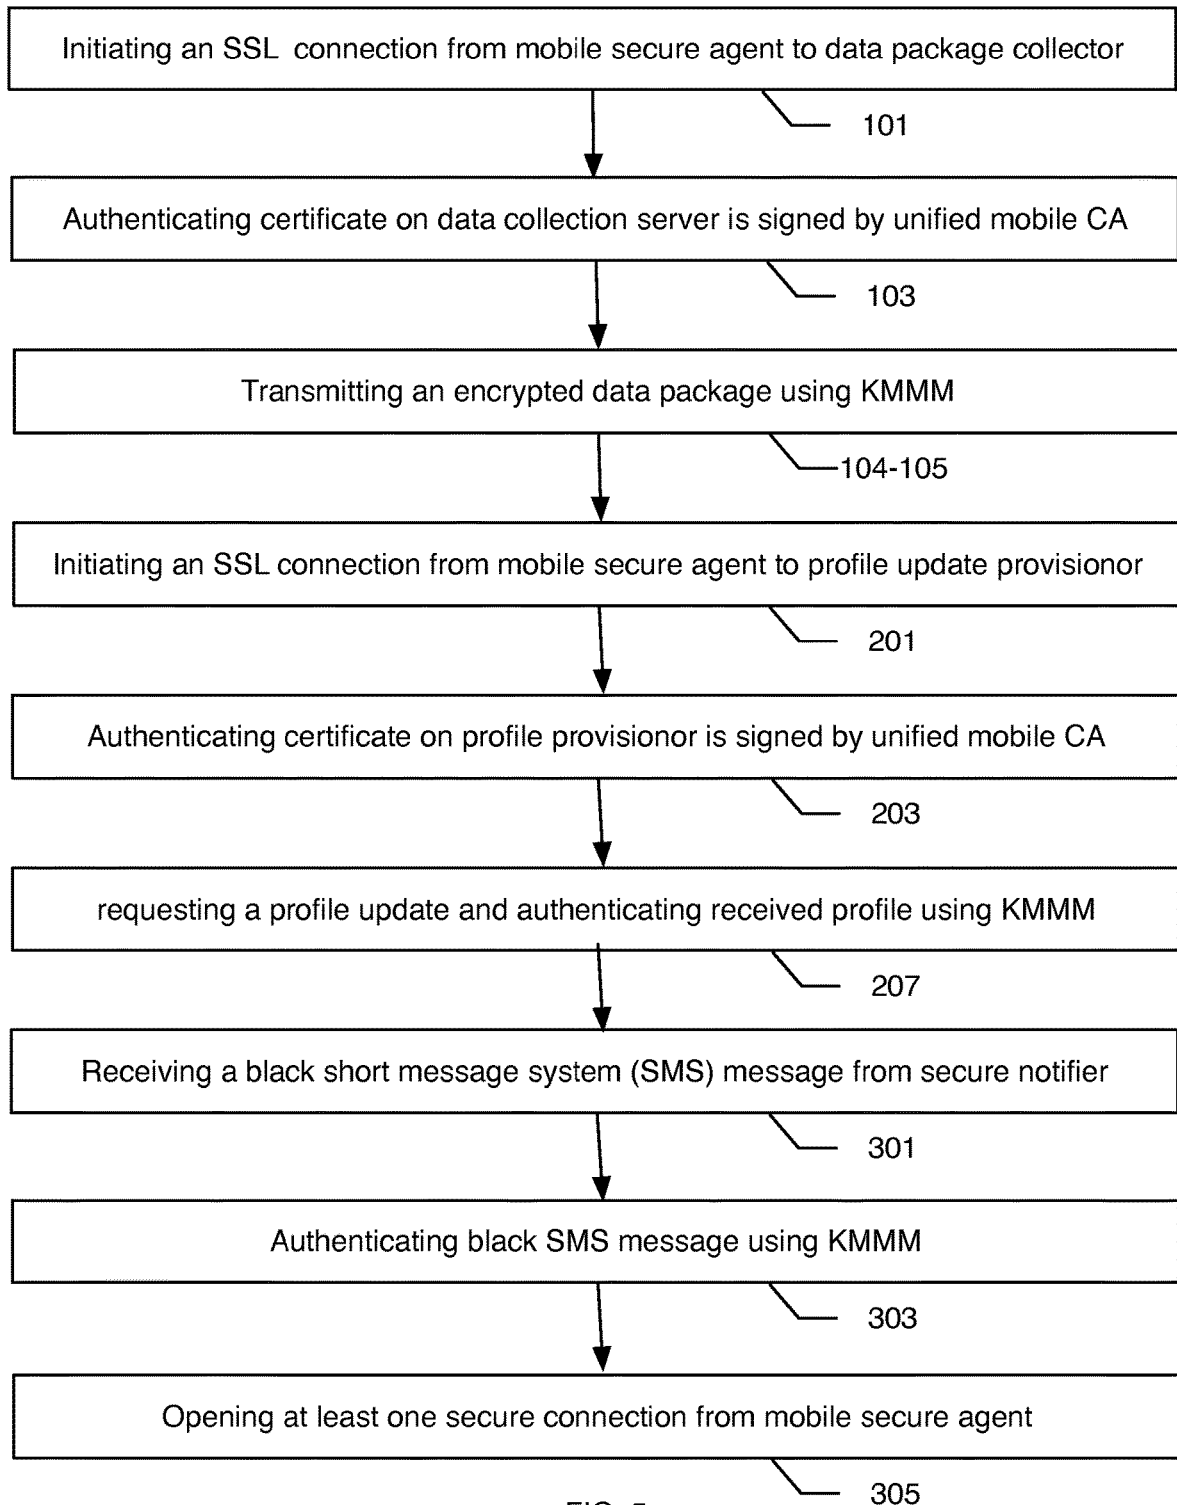 Initiating an SSL connection from mobile secure agent to data package collector
101
Authenticating certificate on data collection server is signed by unified mobile CA
103
Transmitting an encrypted data package using KMMM
104-105
Initiating an SSL connection from mobile secure agent to profile update provisionor
201
Authenticating certificate on profile provisionor is signed by unified mobile CA
203
requesting a profile update and authenticating received profile using KMMM
207
Receiving a black short message system (SMS) message from secure notifier
301
Authenticating black SMS message using KMMM
303
Opening at least one secure connection from mobile secure agent
305